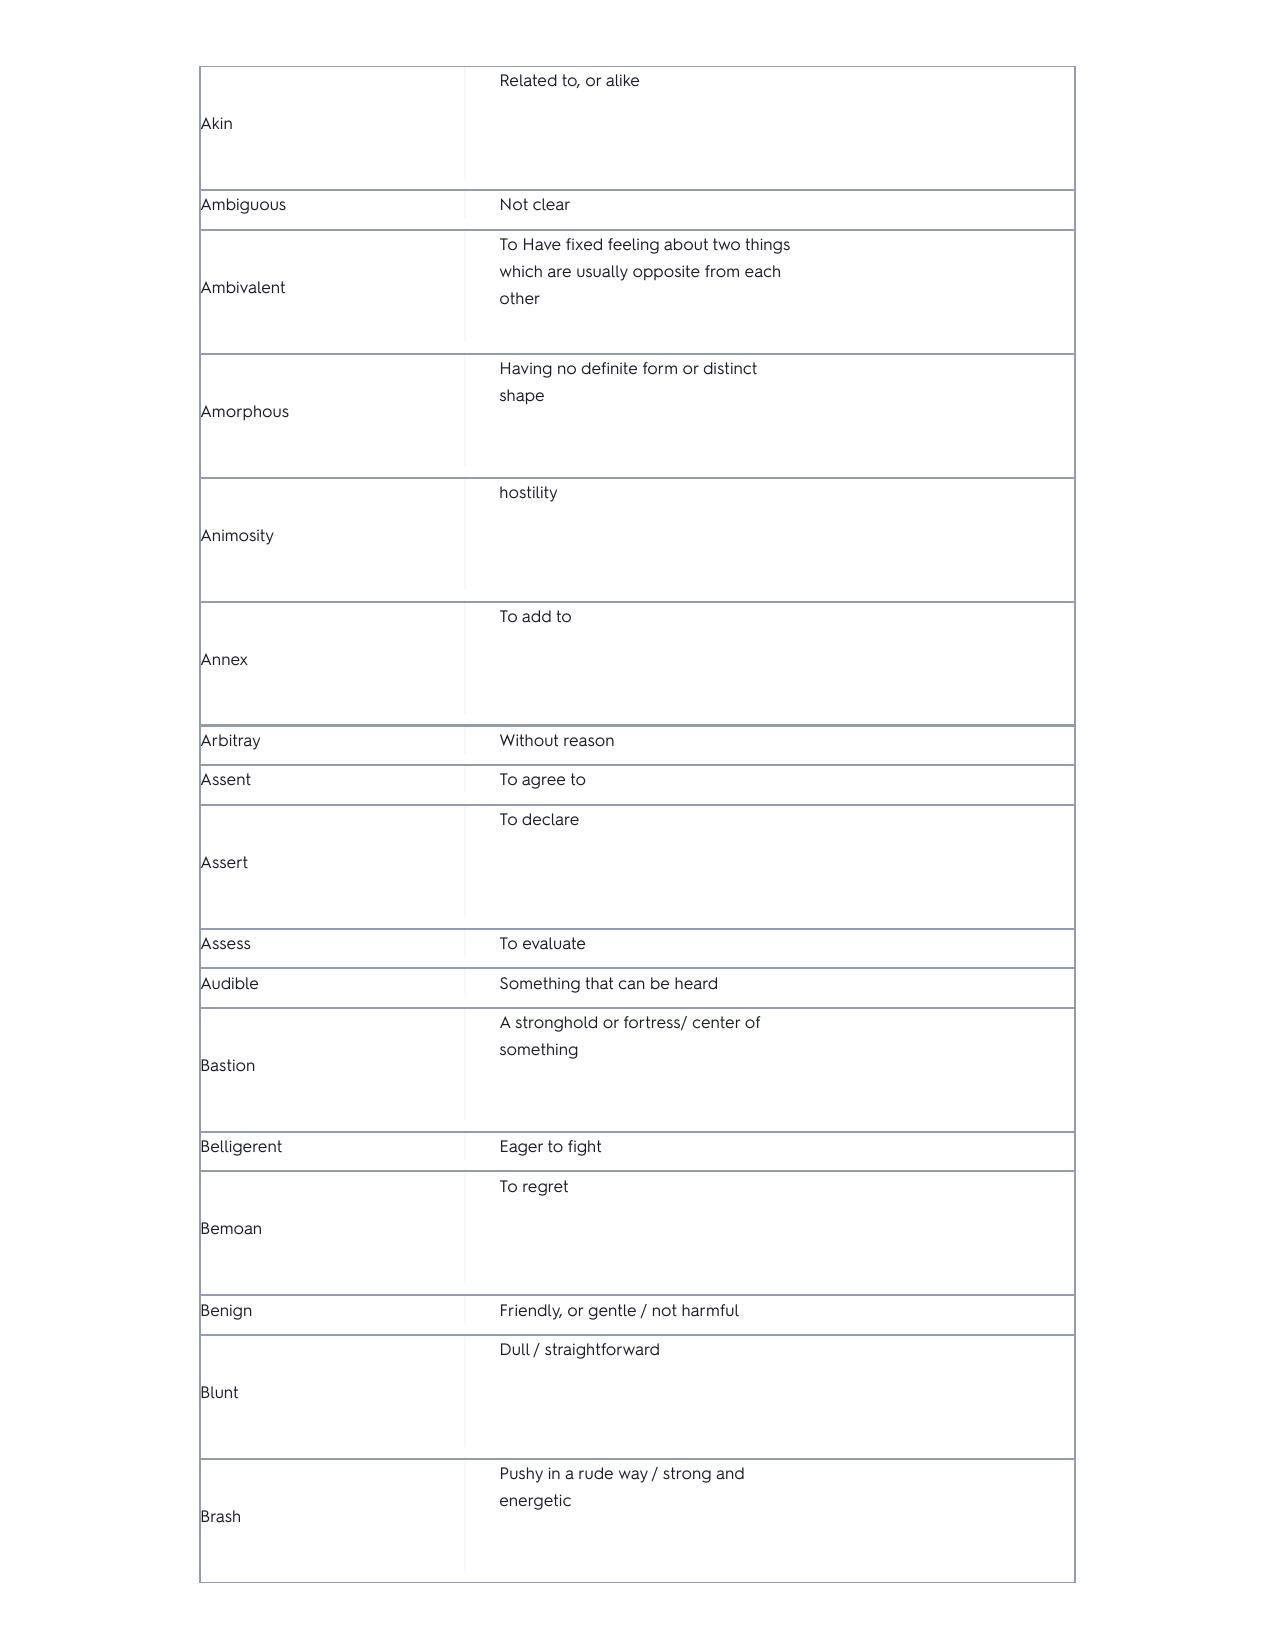 Akin
Related to, or alike
Ambiguous
Not clear
Ambivalent
To Have fixed feeling about two things
which are usually opposite from each
other
Amorphous
Having no definite form or distinct
shape
Animosity
hostility
Annex
To add to
Arbitray
Without reason
Assent
To agree to
Assert
To declare
Assess
To evaluate
Audible
Something that can be heard
Bastion
A stronghold or fortress/ center of
something
Belligerent
Eager to fight
Bemoan
To regret
Benign
Friendly, or gentle / not harmful
Blunt
Dull / straightforward
Brash
Pushy in a rude way / strong and
energetic